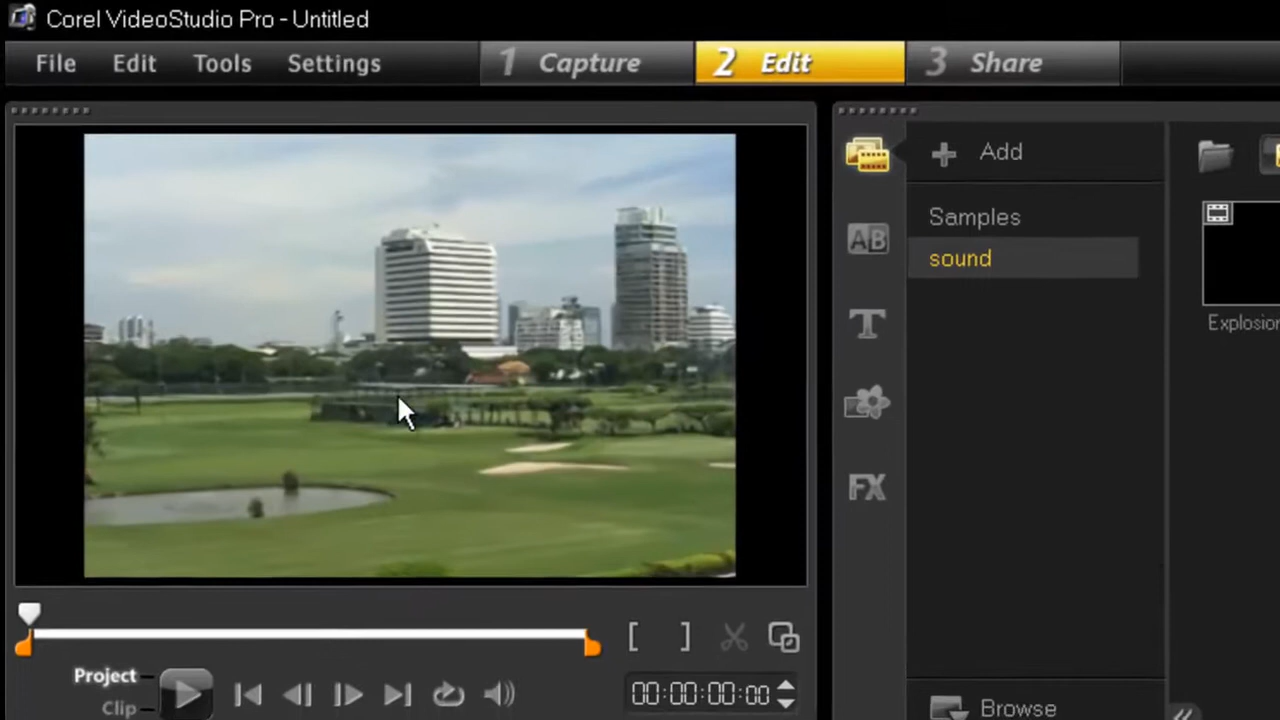 Corel VideoStudio Pro - Untitled
File Edit Tools Settings 1 Capture 2 Edit 3 Share
Add
Samples
AB
sound
T
FX
Project
Clip
00:00:00:00
Browse